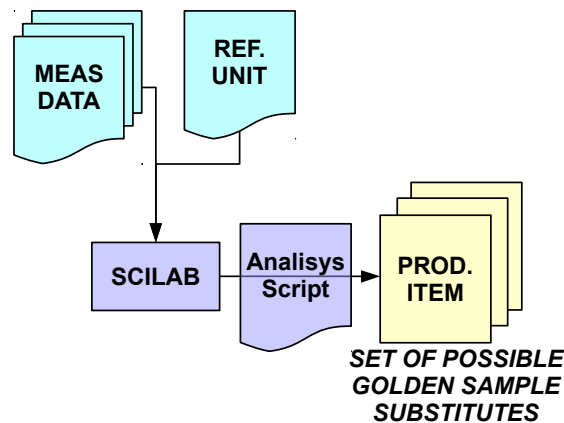 MEAS
DATA
REF.
UNIT
SCILAB
Analisys
Script
PROD.
ITEM
SET OF POSSIBLE
GOLDEN SAMPLE
SUBSTITUTES